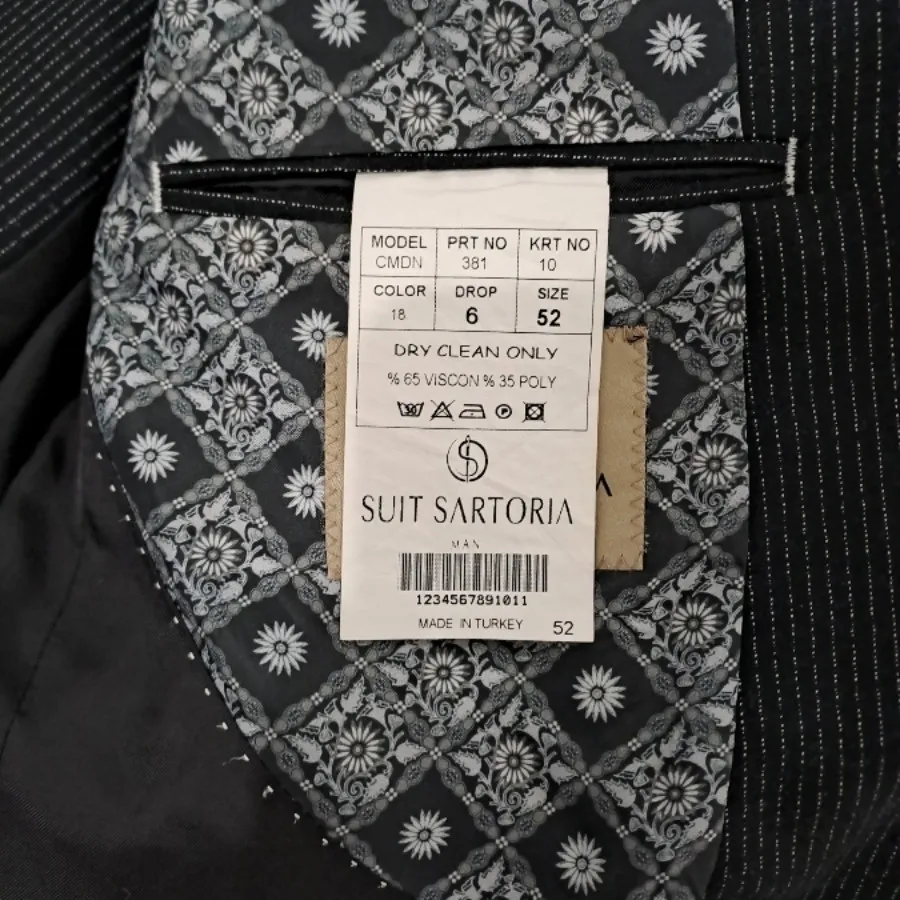 MODEL PRT NO KRT NO
CMDN 381 10
COLOR DROP SIZE
18 6 52
DRY CLEAN ONLY
% 65 VISCON % 35 POLY
P
SUIT SARTORIA
MAN
1234567891011
MADE IN TURKEY 52
A